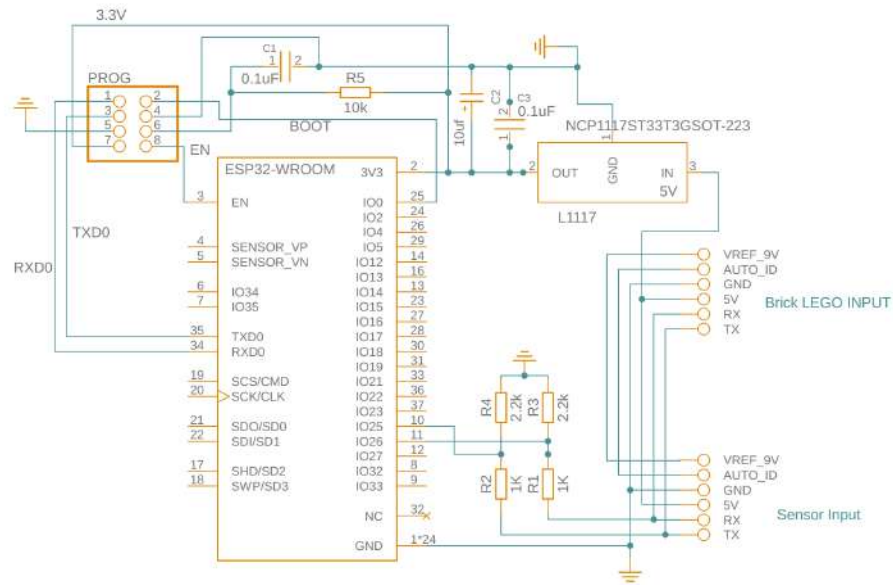 3.3V
PROG
1 2
3 4
5 6
7 8
C1
1 2
0.1uF
R5
10k
BOOT
EN
C2
10uf
+
C3
2
1
0.1uF
NCP1117ST33T3GSOT-223
1
2 OUT GND IN 3
5V
L1117
TXD0
RXD0
ESP32-WROOM
3V3 2
3 EN
IO0 25
IO2 24
IO4 26
4 SENSOR_VP IO5 29
5 SENSOR_VN IO12 14
IO13 16
6 IO34 IO14 13
7 IO35 IO15 23
IO16 27
35 TXD0 IO17 28
34 RXD0 IO18 30
IO19 31
19 SCS/CMD IO21 33
20 SCK/CLK IO22 36
IO23 37
21 SDO/SD0 IO25 10
22 SDI/SD1 IO26 11
IO27 12
17 SHD/SD2 IO32 8
18 SWP/SD3 IO33 9
NC 32
GND 1*24
R4
2.2k
R3
2.2k
R2
1K
R1
1K
VREF_9V
AUTO_ID
GND
5V
RX
TX
Brick LEGO INPUT
VREF_9V
AUTO_ID
GND
5V
RX
TX
Sensor Input